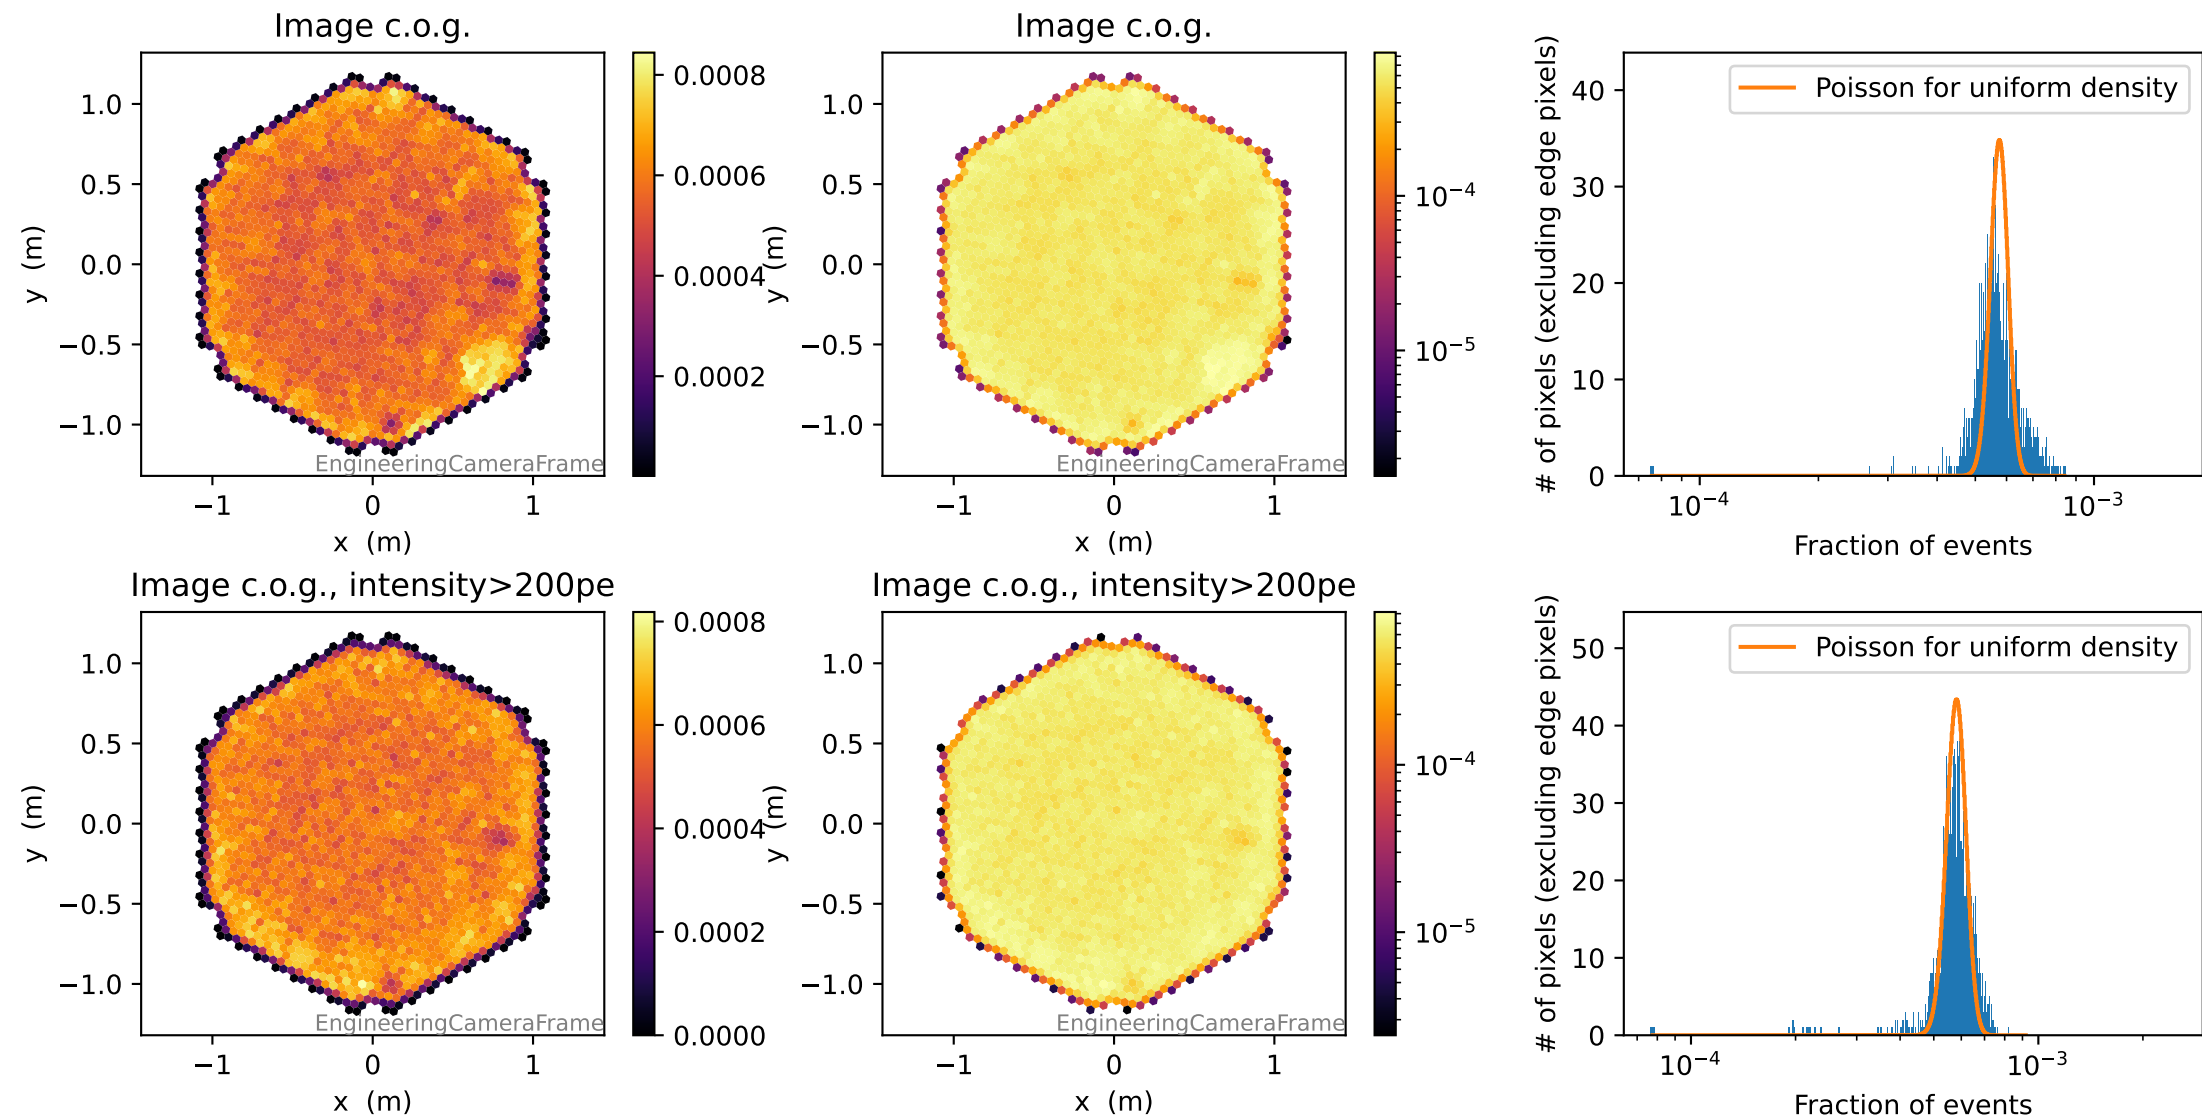 Image c.o.g.
1.0
0.5
0.0
−0.5
−1.0
y (m)
−1
0
1
x (m)
EngineeringCameraFrame
0.0008
0.0006
0.0004
0.0002
Image c.o.g.
1.0
0.5
0.0
−0.5
−1.0
y (m)
−1
0
1
x (m)
EngineeringCameraFrame
10⁻⁴
10⁻⁵
Poisson for uniform density
# of pixels (excluding edge pixels)
40
30
20
10
0
10⁻⁴
10⁻³
Fraction of events
Image c.o.g., intensity>200pe
1.0
0.5
0.0
−0.5
−1.0
y (m)
−1
0
1
x (m)
EngineeringCameraFrame
0.0008
0.0006
0.0004
0.0002
0.0000
Image c.o.g., intensity>200pe
1.0
0.5
0.0
−0.5
−1.0
y (m)
−1
0
1
x (m)
EngineeringCameraFrame
10⁻⁴
10⁻⁵
Poisson for uniform density
# of pixels (excluding edge pixels)
50
40
30
20
10
0
10⁻⁴
10⁻³
Fraction of events